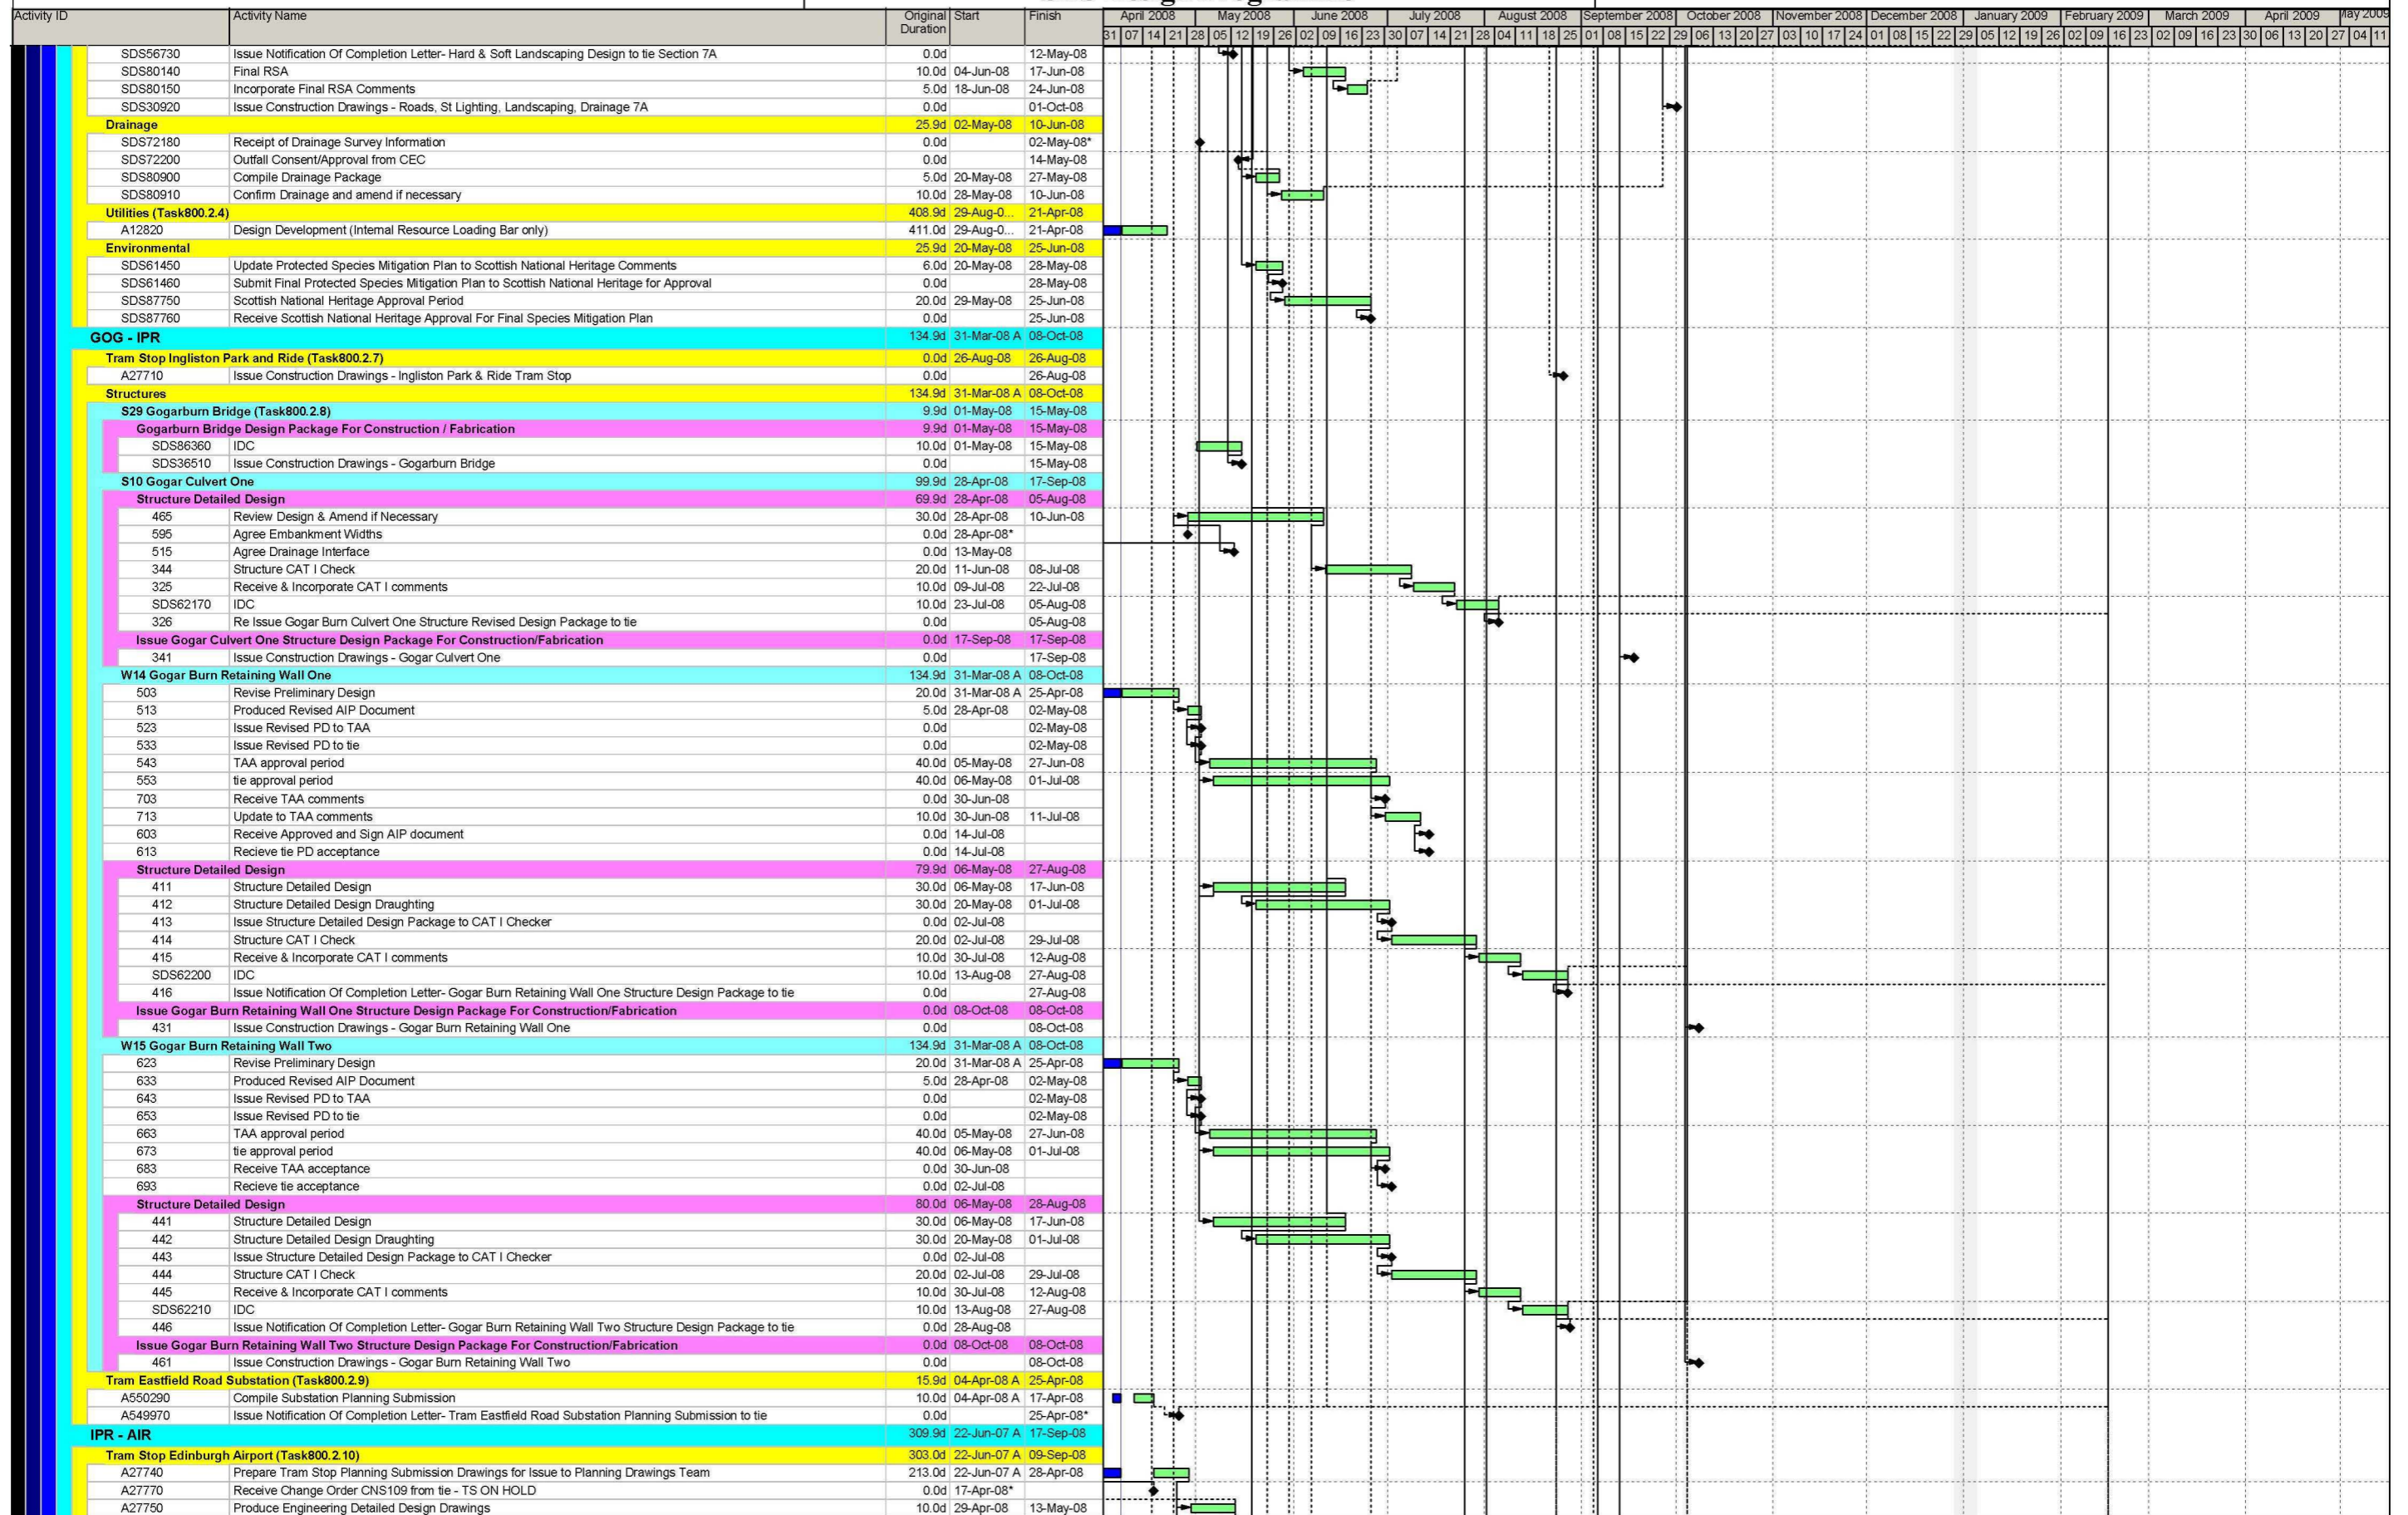 Activity ID Activity Name Original Duration Start Finish April 2008 May 2008 June 2008 July 2008 August 2008 September 2008 October 2008 November 2008 December 2008 January 2009 February 2009 March 2009 April 2009 May 2009
31 07 14 21 28 05 12 19 26 02 09 16 23 30 07 14 21 28 04 11 18 25 01 08 15 22 29 06 13 20 27 03 10 17 24 01 08 15 22 29 05 12 19 26 02 09 16 23 02 09 16 23 30 06 13 20 27 04 11
SDS56730 Issue Notification Of Completion Letter- Hard & Soft Landscaping Design to tie Section 7A 0.0d 12-May-08
SDS80140 Final RSA 10.0d 04-Jun-08 17-Jun-08
SDS80150 Incorporate Final RSA Comments 5.0d 18-Jun-08 24-Jun-08
SDS30920 Issue Construction Drawings - Roads, St Lighting, Landscaping, Drainage 7A 0.0d 01-Oct-08
Drainage 25.9d 02-May-08 10-Jun-08
SDS72180 Receipt of Drainage Survey Information 0.0d 02-May-08*
SDS72200 Outfall Consent/Approval from CEC 0.0d 14-May-08
SDS80900 Compile Drainage Package 5.0d 20-May-08 27-May-08
SDS80910 Confirm Drainage and amend if necessary 10.0d 28-May-08 10-Jun-08
Utilities (Task800.2.4) 408.9d 29-Aug-0... 21-Apr-08
A12820 Design Development (Internal Resource Loading Bar only) 411.0d 29-Aug-0... 21-Apr-08
Environmental 25.9d 20-May-08 25-Jun-08
SDS61450 Update Protected Species Mitigation Plan to Scottish National Heritage Comments 6.0d 20-May-08 28-May-08
SDS61460 Submit Final Protected Species Mitigation Plan to Scottish National Heritage for Approval 0.0d 28-May-08
SDS87750 Scottish National Heritage Approval Period 20.0d 29-May-08 25-Jun-08
SDS87760 Receive Scottish National Heritage Approval For Final Species Mitigation Plan 0.0d 25-Jun-08
GOG - IPR 134.9d 31-Mar-08 A 08-Oct-08
Tram Stop Ingliston Park and Ride (Task800.2.7) 0.0d 26-Aug-08 26-Aug-08
A27710 Issue Construction Drawings - Ingliston Park & Ride Tram Stop 0.0d 26-Aug-08
Structures 134.9d 31-Mar-08 A 08-Oct-08
S29 Gogarburn Bridge (Task800.2.8) 9.9d 01-May-08 15-May-08
Gogarburn Bridge Design Package For Construction / Fabrication 9.9d 01-May-08 15-May-08
SDS86360 IDC 10.0d 01-May-08 15-May-08
SDS36510 Issue Construction Drawings - Gogarburn Bridge 0.0d 15-May-08
S10 Gogar Culvert One 99.9d 28-Apr-08 17-Sep-08
Structure Detailed Design 69.9d 28-Apr-08 05-Aug-08
465 Review Design & Amend if Necessary 30.0d 28-Apr-08 10-Jun-08
595 Agree Embankment Widths 0.0d 28-Apr-08*
515 Agree Drainage Interface 0.0d 13-May-08
344 Structure CAT I Check 20.0d 11-Jun-08 08-Jul-08
325 Receive & Incorporate CAT I comments 10.0d 09-Jul-08 22-Jul-08
SDS62170 IDC 10.0d 23-Jul-08 05-Aug-08
326 Re Issue Gogar Burn Culvert One Structure Revised Design Package to tie 0.0d 05-Aug-08
Issue Gogar Culvert One Structure Design Package For Construction/Fabrication 0.0d 17-Sep-08 17-Sep-08
341 Issue Construction Drawings - Gogar Culvert One 0.0d 17-Sep-08
W14 Gogar Burn Retaining Wall One 134.9d 31-Mar-08 A 08-Oct-08
503 Revise Preliminary Design 20.0d 31-Mar-08 A 25-Apr-08
513 Produced Revised AIP Document 5.0d 28-Apr-08 02-May-08
523 Issue Revised PD to TAA 0.0d 02-May-08
533 Issue Revised PD to tie 0.0d 02-May-08
543 TAA approval period 40.0d 05-May-08 27-Jun-08
553 tie approval period 40.0d 06-May-08 01-Jul-08
703 Receive TAA comments 0.0d 30-Jun-08
713 Update to TAA comments 10.0d 30-Jun-08 11-Jul-08
603 Receive Approved and Sign AIP document 0.0d 14-Jul-08
613 Recieve tie PD acceptance 0.0d 14-Jul-08
Structure Detailed Design 79.9d 06-May-08 27-Aug-08
411 Structure Detailed Design 30.0d 06-May-08 17-Jun-08
412 Structure Detailed Design Draughting 30.0d 20-May-08 01-Jul-08
413 Issue Structure Detailed Design Package to CAT I Checker 0.0d 02-Jul-08
414 Structure CAT I Check 20.0d 02-Jul-08 29-Jul-08
415 Receive & Incorporate CAT I comments 10.0d 30-Jul-08 12-Aug-08
SDS62200 IDC 10.0d 13-Aug-08 27-Aug-08
416 Issue Notification Of Completion Letter- Gogar Burn Retaining Wall One Structure Design Package to tie 0.0d 27-Aug-08
Issue Gogar Burn Retaining Wall One Structure Design Package For Construction/Fabrication 0.0d 08-Oct-08 08-Oct-08
431 Issue Construction Drawings - Gogar Burn Retaining Wall One 0.0d 08-Oct-08
W15 Gogar Burn Retaining Wall Two 134.9d 31-Mar-08 A 08-Oct-08
623 Revise Preliminary Design 20.0d 31-Mar-08 A 25-Apr-08
633 Produced Revised AIP Document 5.0d 28-Apr-08 02-May-08
643 Issue Revised PD to TAA 0.0d 02-May-08
653 Issue Revised PD to tie 0.0d 02-May-08
663 TAA approval period 40.0d 05-May-08 27-Jun-08
673 tie approval period 40.0d 06-May-08 01-Jul-08
683 Receive TAA acceptance 0.0d 30-Jun-08
693 Recieve tie acceptance 0.0d 02-Jul-08
Structure Detailed Design 80.0d 06-May-08 28-Aug-08
441 Structure Detailed Design 30.0d 06-May-08 17-Jun-08
442 Structure Detailed Design Draughting 30.0d 20-May-08 01-Jul-08
443 Issue Structure Detailed Design Package to CAT I Checker 0.0d 02-Jul-08
444 Structure CAT I Check 20.0d 02-Jul-08 29-Jul-08
445 Receive & Incorporate CAT I comments 10.0d 30-Jul-08 12-Aug-08
SDS62210 IDC 10.0d 13-Aug-08 27-Aug-08
446 Issue Notification Of Completion Letter- Gogar Burn Retaining Wall Two Structure Design Package to tie 0.0d 28-Aug-08
Issue Gogar Burn Retaining Wall Two Structure Design Package For Construction/Fabrication 0.0d 08-Oct-08 08-Oct-08
461 Issue Construction Drawings - Gogar Burn Retaining Wall Two 0.0d 08-Oct-08
Tram Eastfield Road Substation (Task800.2.9) 15.9d 04-Apr-08 A 25-Apr-08
A550290 Compile Substation Planning Submission 10.0d 04-Apr-08 A 17-Apr-08
A549970 Issue Notification Of Completion Letter- Tram Eastfield Road Substation Planning Submission to tie 0.0d 25-Apr-08*
IPR - AIR 309.9d 22-Jun-07 A 17-Sep-08
Tram Stop Edinburgh Airport (Task800.2.10) 303.0d 22-Jun-07 A 09-Sep-08
A27740 Prepare Tram Stop Planning Submission Drawings for Issue to Planning Drawings Team 213.0d 22-Jun-07 A 28-Apr-08
A27770 Receive Change Order CNS109 from tie - TS ON HOLD 0.0d 17-Apr-08*
A27750 Produce Engineering Detailed Design Drawings 10.0d 29-Apr-08 13-May-08